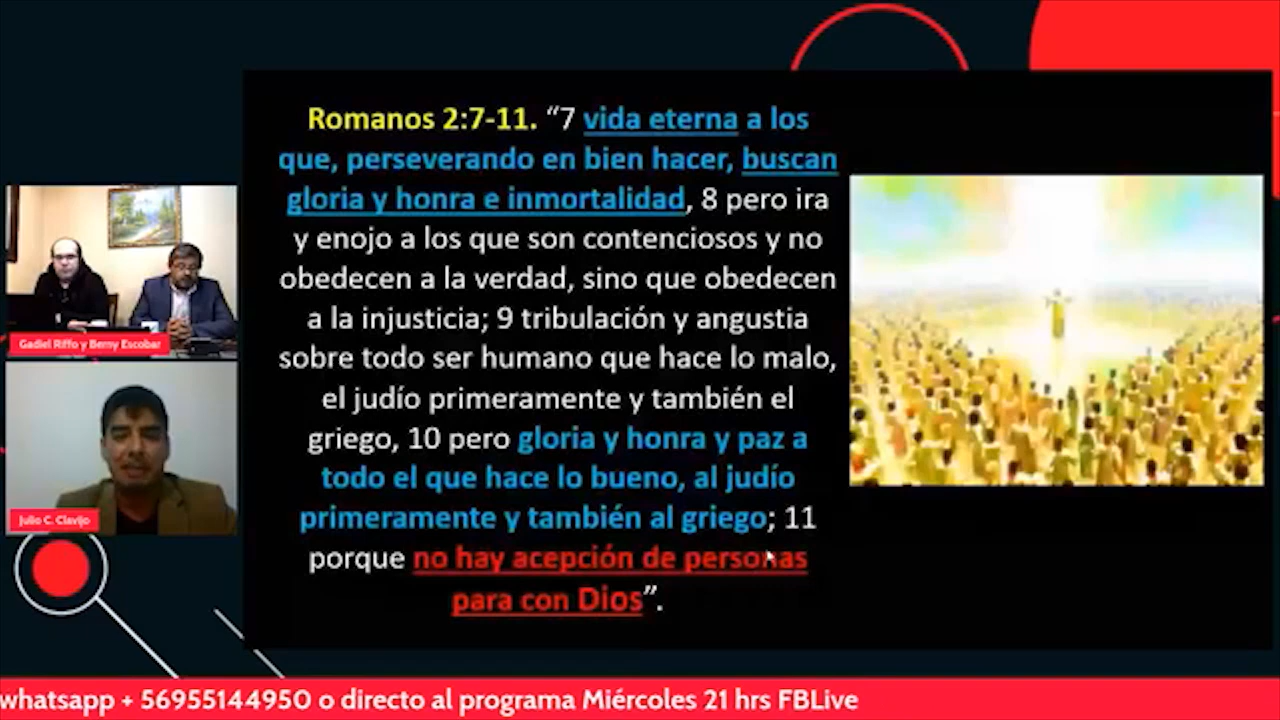 Romanos 2:7-11. “7 vida eterna a los
que, perseverando en bien hacer, buscan
gloria y honra e inmortalidad, 8 pero ira
y enojo a los que son contenciosos y no
obedecen a la verdad, sino que obedecen
a la injusticia; 9 tribulación y angustia
sobre todo ser humano que hace lo malo,
el judío primeramente y también el
griego, 10 pero gloria y honra y paz a
todo el que hace lo bueno, al judío
primeramente y también al griego; 11
porque no hay acepción de personas
para con Dios”.
Gadiel Riffo y Berny Escobar
Julio C. Clavijo
whatsapp + 56955144950 o directo al programa Miércoles 21 hrs FBLive